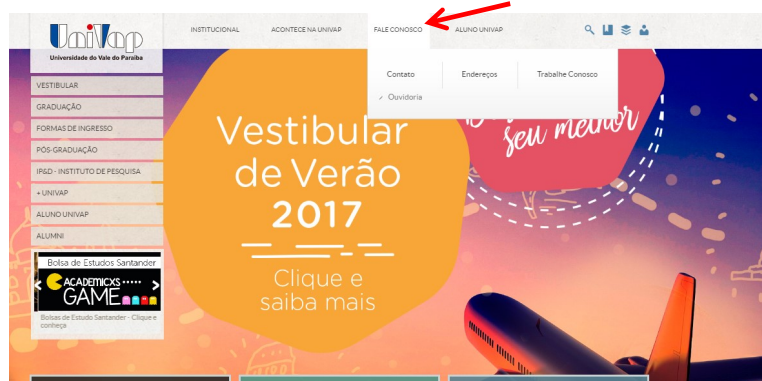 UniVap
Universidade do Vale do Paraíba
INSTITUCIONAL
ACONTECE NA UNIVAP
FALE CONOSCO
ALUNO UNIVAP
Contato
Endereços
Trabalhe Conosco
Ouvidoria
VESTIBULAR
GRADUAÇÃO
FORMAS DE INGRESSO
PÓS-GRADUAÇÃO
IP&D - INSTITUTO DE PESQUISA
+ UNIVAP
ALUNO UNIVAP
ALUMNI
Bolsa de Estudos Santander
ACADEMICXS
GAME
Bolsas de Estudo Santander - Clique e
conheça
Vestibular
de Verão
2017
Clique e
saiba mais
seu melhor